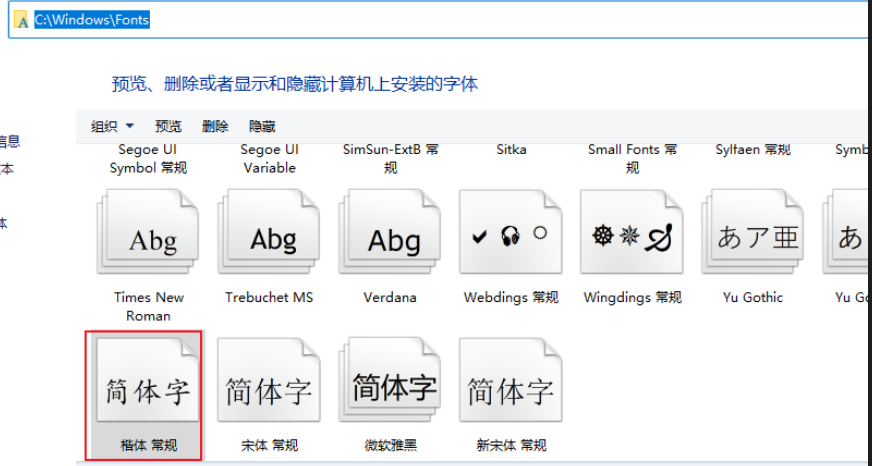 C:\Windows\Fonts
预览、删除或者显示和隐藏计算机上安装的字体
信息
本
体
组织 预览 删除 隐藏
Segoe UI Symbol 常规
Segoe UI Variable
SimSun-ExtB 常规
Sitka
Small Fonts 常规
Sylfaen 常规
Symb
Abg
Abg
Abg
あア亜
あ
Times New Roman
Trebuchet MS
Verdana
Webdings 常规
Wingdings 常规
Yu Gothic
Yu Go
简体字
简体字
简体字
简体字
楷体 常规
宋体 常规
微软雅黑
新宋体 常规